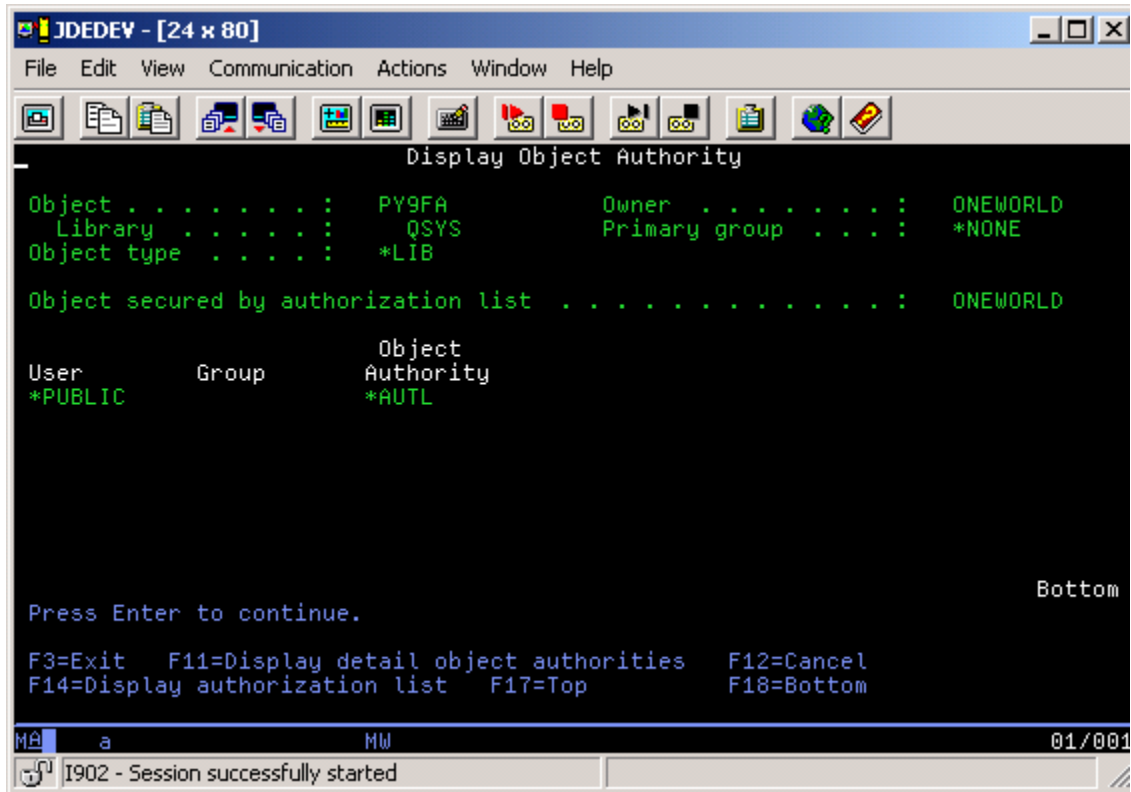 JDEDEV - [24 x 80]
File Edit View Communication Actions Window Help
Display Object Authority
Object . . . . . . . : PY9FA Owner . . . . . . . : ONEWORLD
Library . . . . . : QSYS Primary group . . . : *NONE
Object type . . . . : *LIB
Object secured by authorization list . . . . . . . . . . . . . : ONEWORLD
Object
User Group Authority
*PUBLIC *AUTL
Bottom
Press Enter to continue.
F3=Exit F11=Display detail object authorities F12=Cancel
F14=Display authorization list F17=Top F18=Bottom
MA a MW 01/001
I902 - Session successfully started